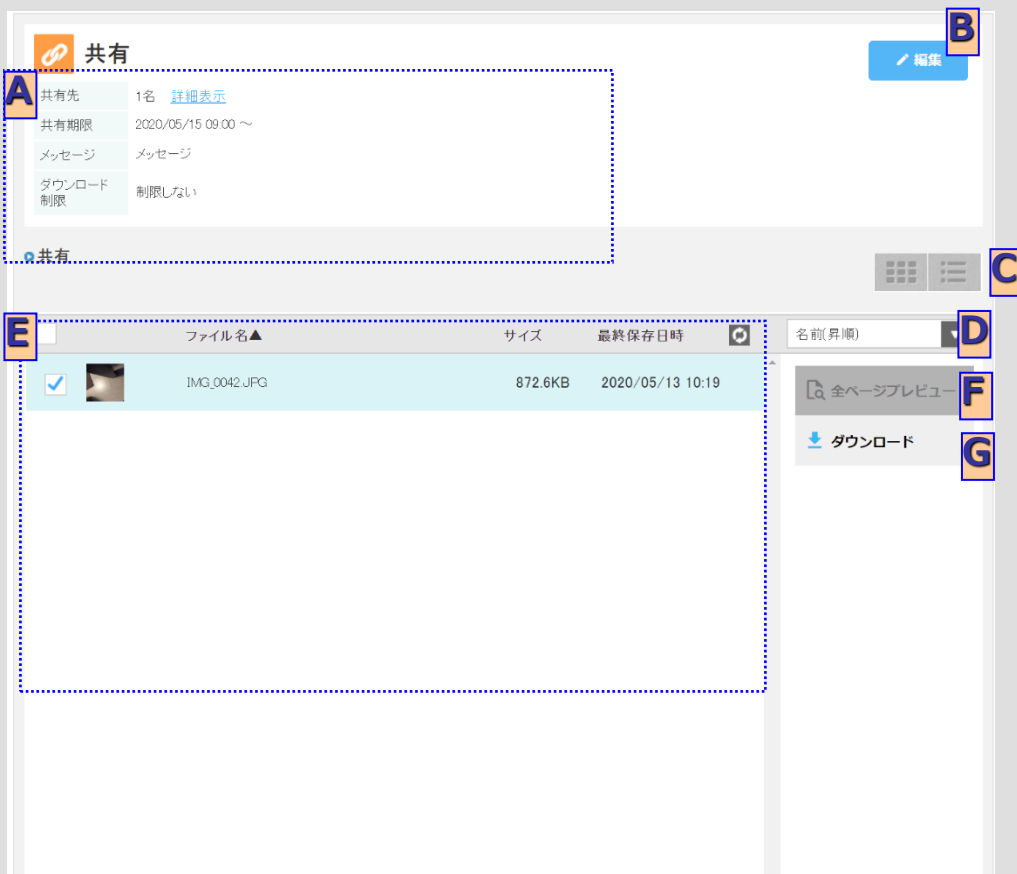 B
共有
編集
A
共有先 1名 詳細表示
共有期限 2020/05/15 09:00 ～
メッセージ メッセージ
ダウンロード
制限 制限しない
共有
C
E ファイル名▲ サイズ 最終保存日時 名前(昇順) ▼ D
IMG_0042.JPG 872.6KB 2020/05/13 10:19
全ページプレビュー F
ダウンロード G